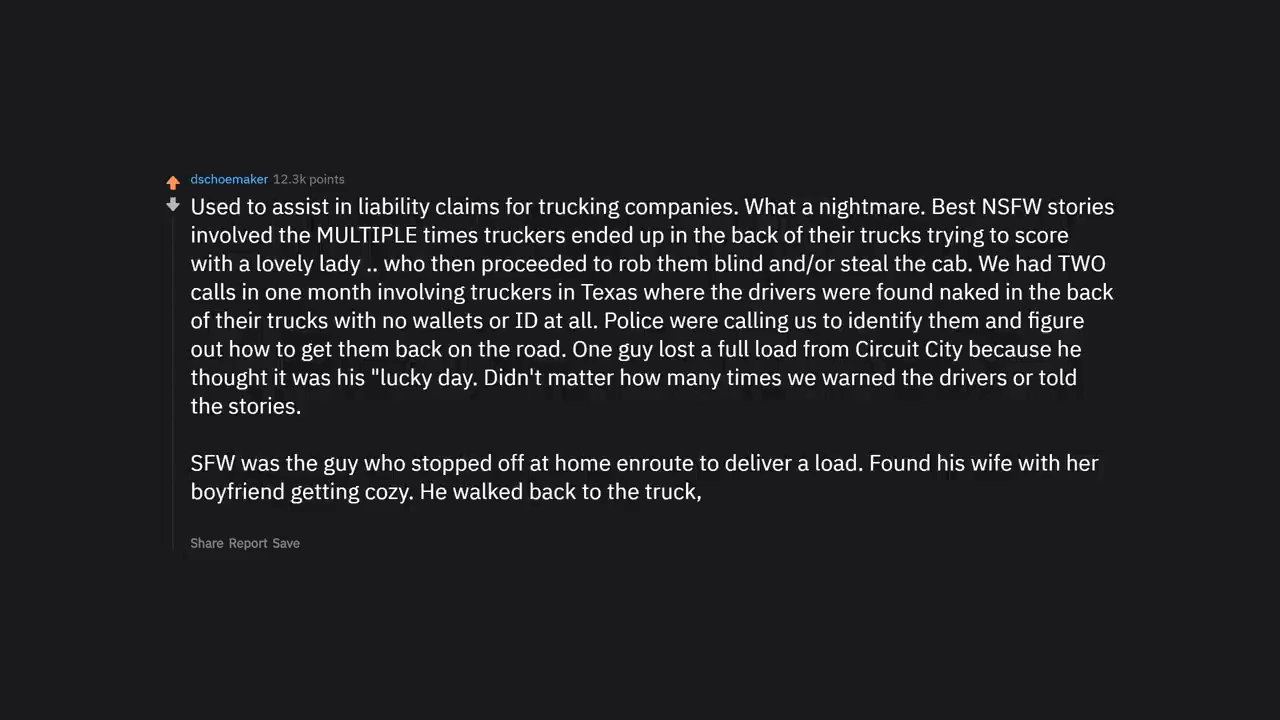 dschoemaker 12.3k points
Used to assist in liability claims for trucking companies. What a nightmare. Best NSFW stories
involved the MULTIPLE times truckers ended up in the back of their trucks trying to score
with a lovely lady .. who then proceeded to rob them blind and/or steal the cab. We had TWO
calls in one month involving truckers in Texas where the drivers were found naked in the back
of their trucks with no wallets or ID at all. Police were calling us to identify them and figure
out how to get them back on the road. One guy lost a full load from Circuit City because he
thought it was his "lucky day. Didn't matter how many times we warned the drivers or told
the stories.
SFW was the guy who stopped off at home enroute to deliver a load. Found his wife with her
boyfriend getting cozy. He walked back to the truck,
Share Report Save